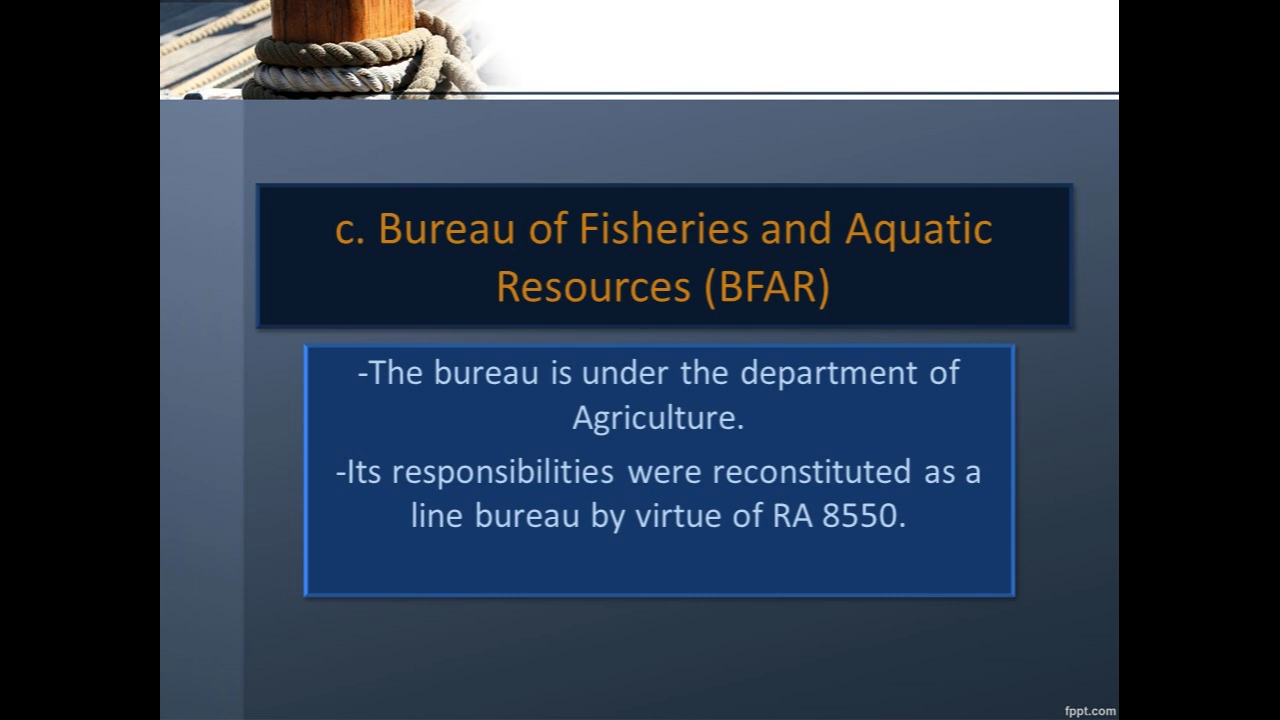 c. Bureau of Fisheries and Aquatic
Resources (BFAR)
-The bureau is under the department of
Agriculture.
-Its responsibilities were reconstituted as a
line bureau by virtue of RA 8550.
fppt.com